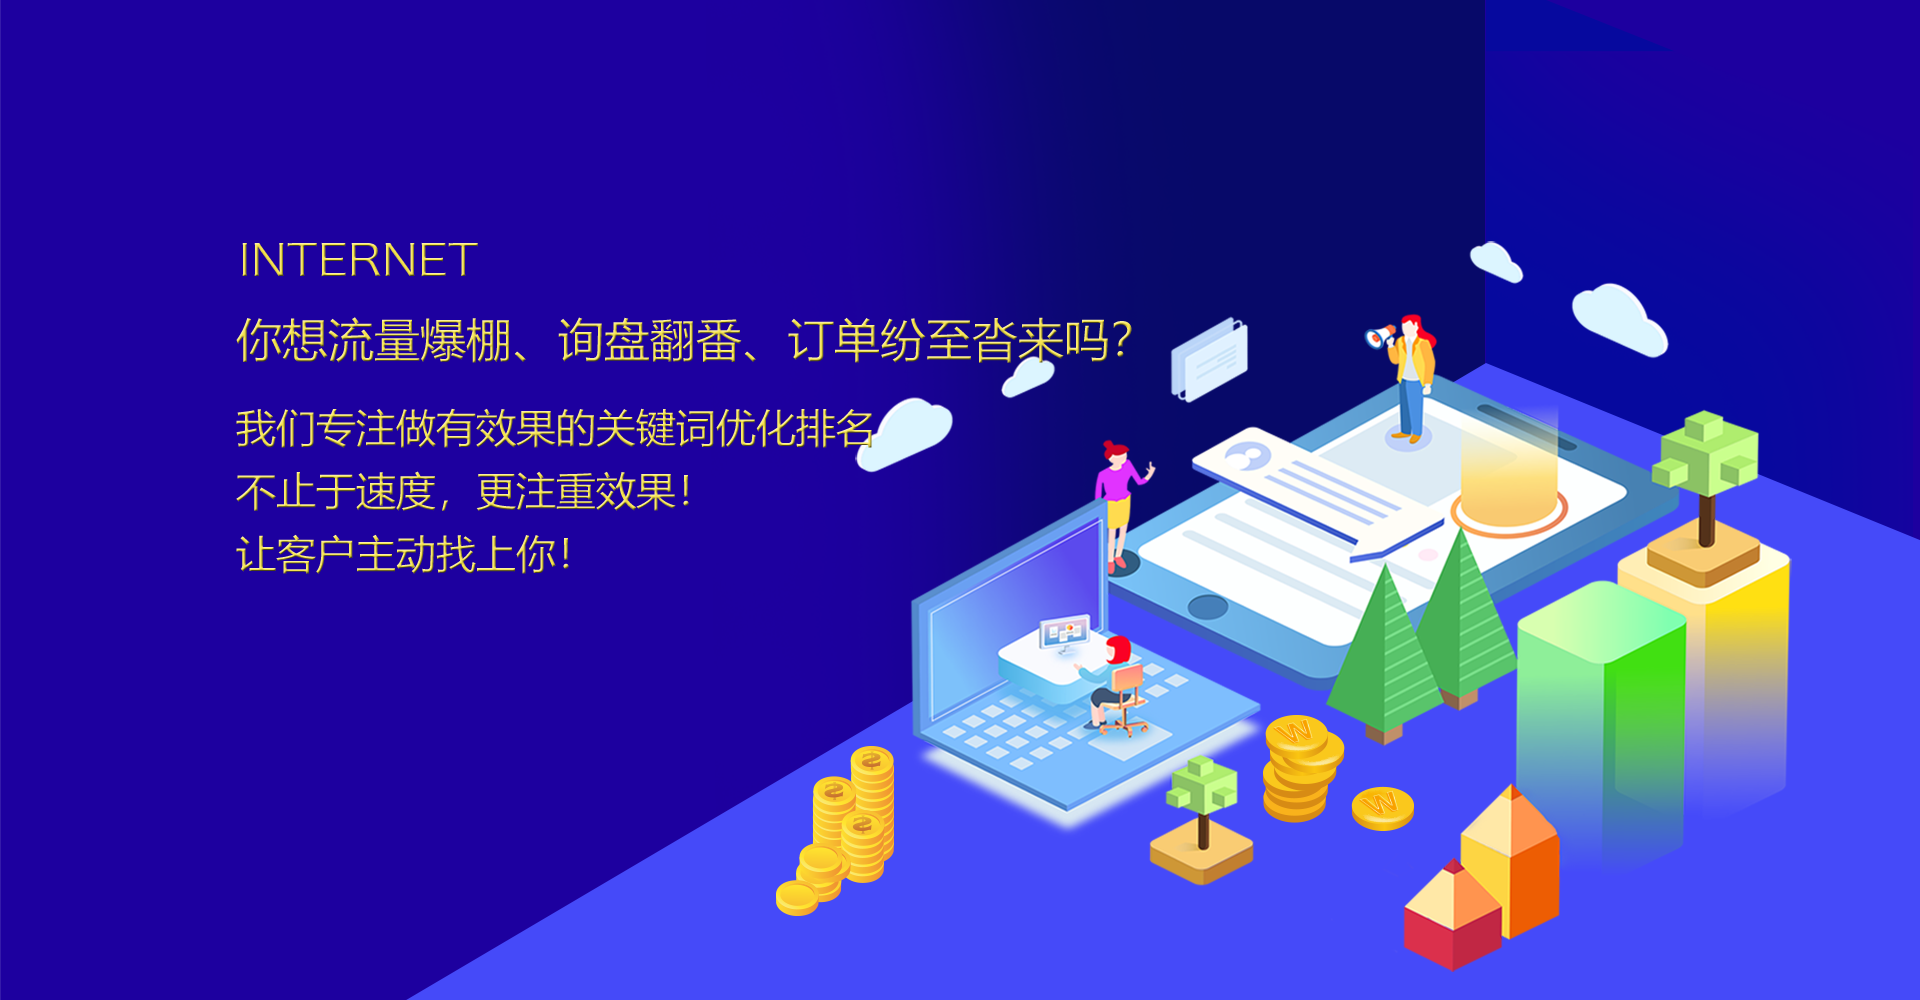 INTERNET
你想流量爆棚、询盘翻番、订单纷至沓来吗?
我们专注做有效果的关键词优化排名
不止于速度，更注重效果！
让客户主动找上你！
$
$
$
W
W